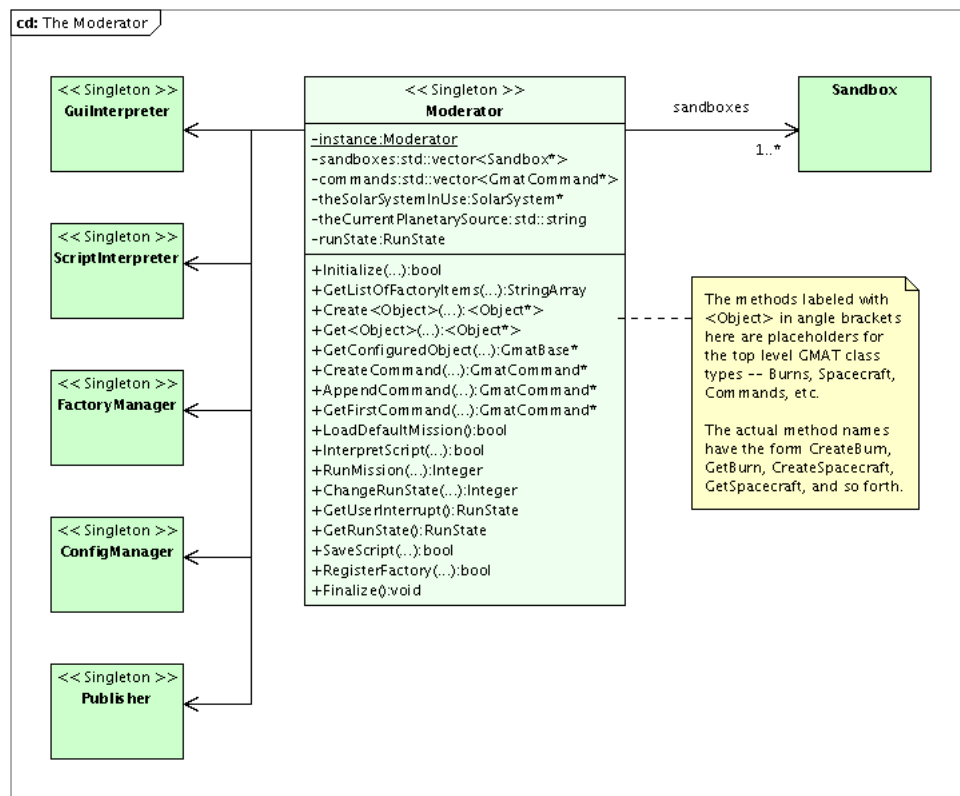 cd: The Moderator
<< Singleton >>
GuiInterpreter
<< Singleton >>
ScriptInterpreter
<< Singleton >>
FactoryManager
<< Singleton >>
ConfigManager
<< Singleton >>
Publisher
<< Singleton >>
Moderator
-instance:Moderator
-sandboxes:std::vector<Sandbox*>
-commands:std::vector<GmatCommand*>
-theSolarSystemInUse:SolarSystem*
-theCurrentPlanetarySource:std::string
-runState:RunState
+Initialize(...):bool
+GetListOfFactoryItems(...):StringArray
+Create<Object>(...):<Object*>
+Get<Object>(...):<Object*>
+GetConfiguredObject(...):GmatBase*
+CreateCommand(...):GmatCommand*
+AppendCommand(...):GmatCommand*
+GetFirstCommand(...):GmatCommand*
+LoadDefaultMission():bool
+InterpretScript(...):bool
+RunMission(...):Integer
+ChangeRunState(...):Integer
+GetUserInterrupt():RunState
+GetRunState():RunState
+SaveScript(...):bool
+RegisterFactory(...):bool
+Finalize():void
sandboxes
1..*
Sandbox
The methods labeled with
<Object> in angle brackets
here are placeholders for
the top level GMAT class
types -- Burns, Spacecraft,
Commands, etc.
The actual method names
have the form CreateBurn,
GetBurn, CreateSpacecraft,
GetSpacecraft, and so forth.